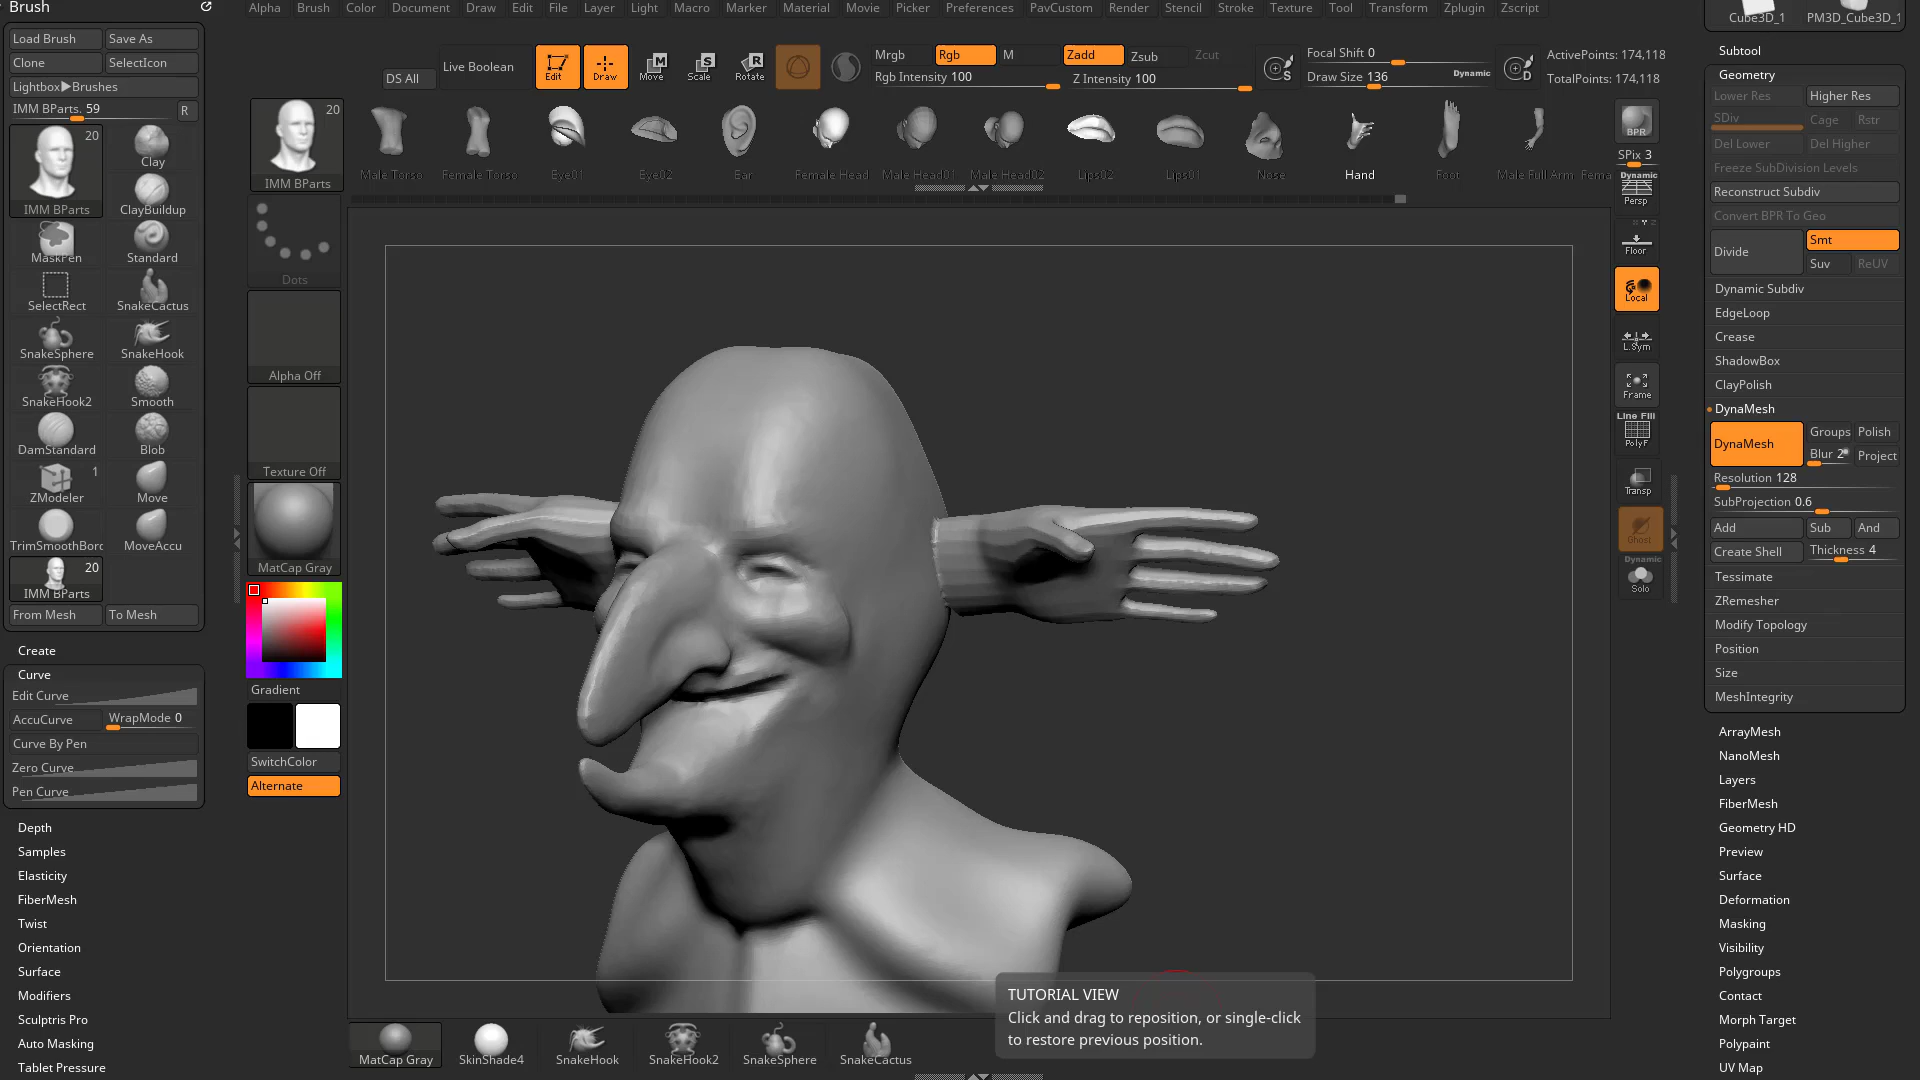 Brush
Alpha Brush Color Document Draw Edit File Layer Light Macro Marker Material Movie Picker Preferences PavCustom Render Stencil Stroke Texture Tool Transform Zplugin Zscript
Load Brush Save As
Clone SelectIcon
Lightbox▶Brushes
IMM BParts. 59 R
20
IMM BParts
Clay
ClayBuildup
MaskPen Standard
SelectRect SnakeCactus
SnakeSphere SnakeHook
SnakeHook2 Smooth
DamStandard Blob
1
ZModeler Move
TrimSmoothBorc MoveAccu
20
IMM BParts
From Mesh To Mesh
Create
Curve
Edit Curve
AccuCurve WrapMode 0
Curve By Pen
Zero Curve
Pen Curve
Depth
Samples
Elasticity
FiberMesh
Twist
Orientation
Surface
Modifiers
Sculptris Pro
Auto Masking
Tablet Pressure
DS All
Live Boolean
Edit
Draw
Move
Scale
Rotate
Mrgb Rgb M
Rgb Intensity 100
Zadd Zsub Zcut
Z Intensity 100
S
Focal Shift 0
Draw Size 136 Dynamic
D
ActivePoints: 174,118
TotalPoints: 174,118
20
IMM BParts
Male Torso Female Torso Eye01 Eye02 Ear Female Head Male Head01 Male Head02 Lips02 Lips01 Nose Hand Foot Male Full Arm Fema
Dots
Alpha Off
Texture Off
MatCap Gray
Gradient
SwitchColor
Alternate
TUTORIAL VIEW
Click and drag to reposition, or single-click
to restore previous position.
MatCap Gray SkinShade4 SnakeHook SnakeHook2 SnakeSphere SnakeCactus
BPR
SPix 3
Dynamic
Persp
Floor
Local
L.Sym
Frame
Line Fill
PolyF
Transp
Ghost
Dynamic
Solo
Cube3D_1 PM3D_Cube3D_1
Subtool
Geometry
Lower Res Higher Res
SDiv Cage Rstr
Del Lower Del Higher
Freeze SubDivision Levels
Reconstruct Subdiv
Convert BPR To Geo
Divide Smt
Suv ReUV
Dynamic Subdiv
EdgeLoop
Crease
ShadowBox
ClayPolish
DynaMesh
DynaMesh Groups Polish
Blur 2 Project
Resolution 128
SubProjection 0.6
Add Sub And
Create Shell Thickness 4
Tessimate
ZRemesher
Modify Topology
Position
Size
MeshIntegrity
ArrayMesh
NanoMesh
Layers
FiberMesh
Geometry HD
Preview
Surface
Deformation
Masking
Visibility
Polygroups
Contact
Morph Target
Polypaint
UV Map